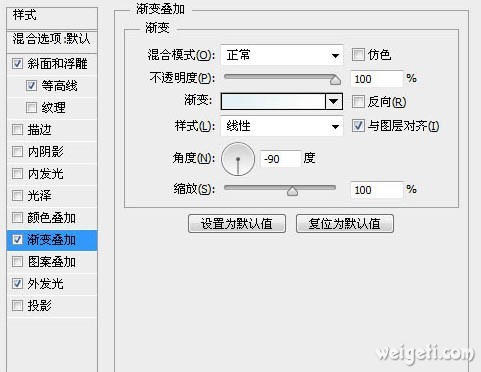 样式
混合选项:默认
斜面和浮雕
等高线
纹理
描边
内阴影
内发光
光泽
颜色叠加
渐变叠加
图案叠加
外发光
投影
渐变叠加
渐变
混合模式(O): 正常 仿色
不透明度(P): 100 %
渐变: 反向(R)
样式(L): 线性 与图层对齐(I)
角度(N): -90 度
缩放(S): 100 %
设置为默认值 复位为默认值
weigeti.com